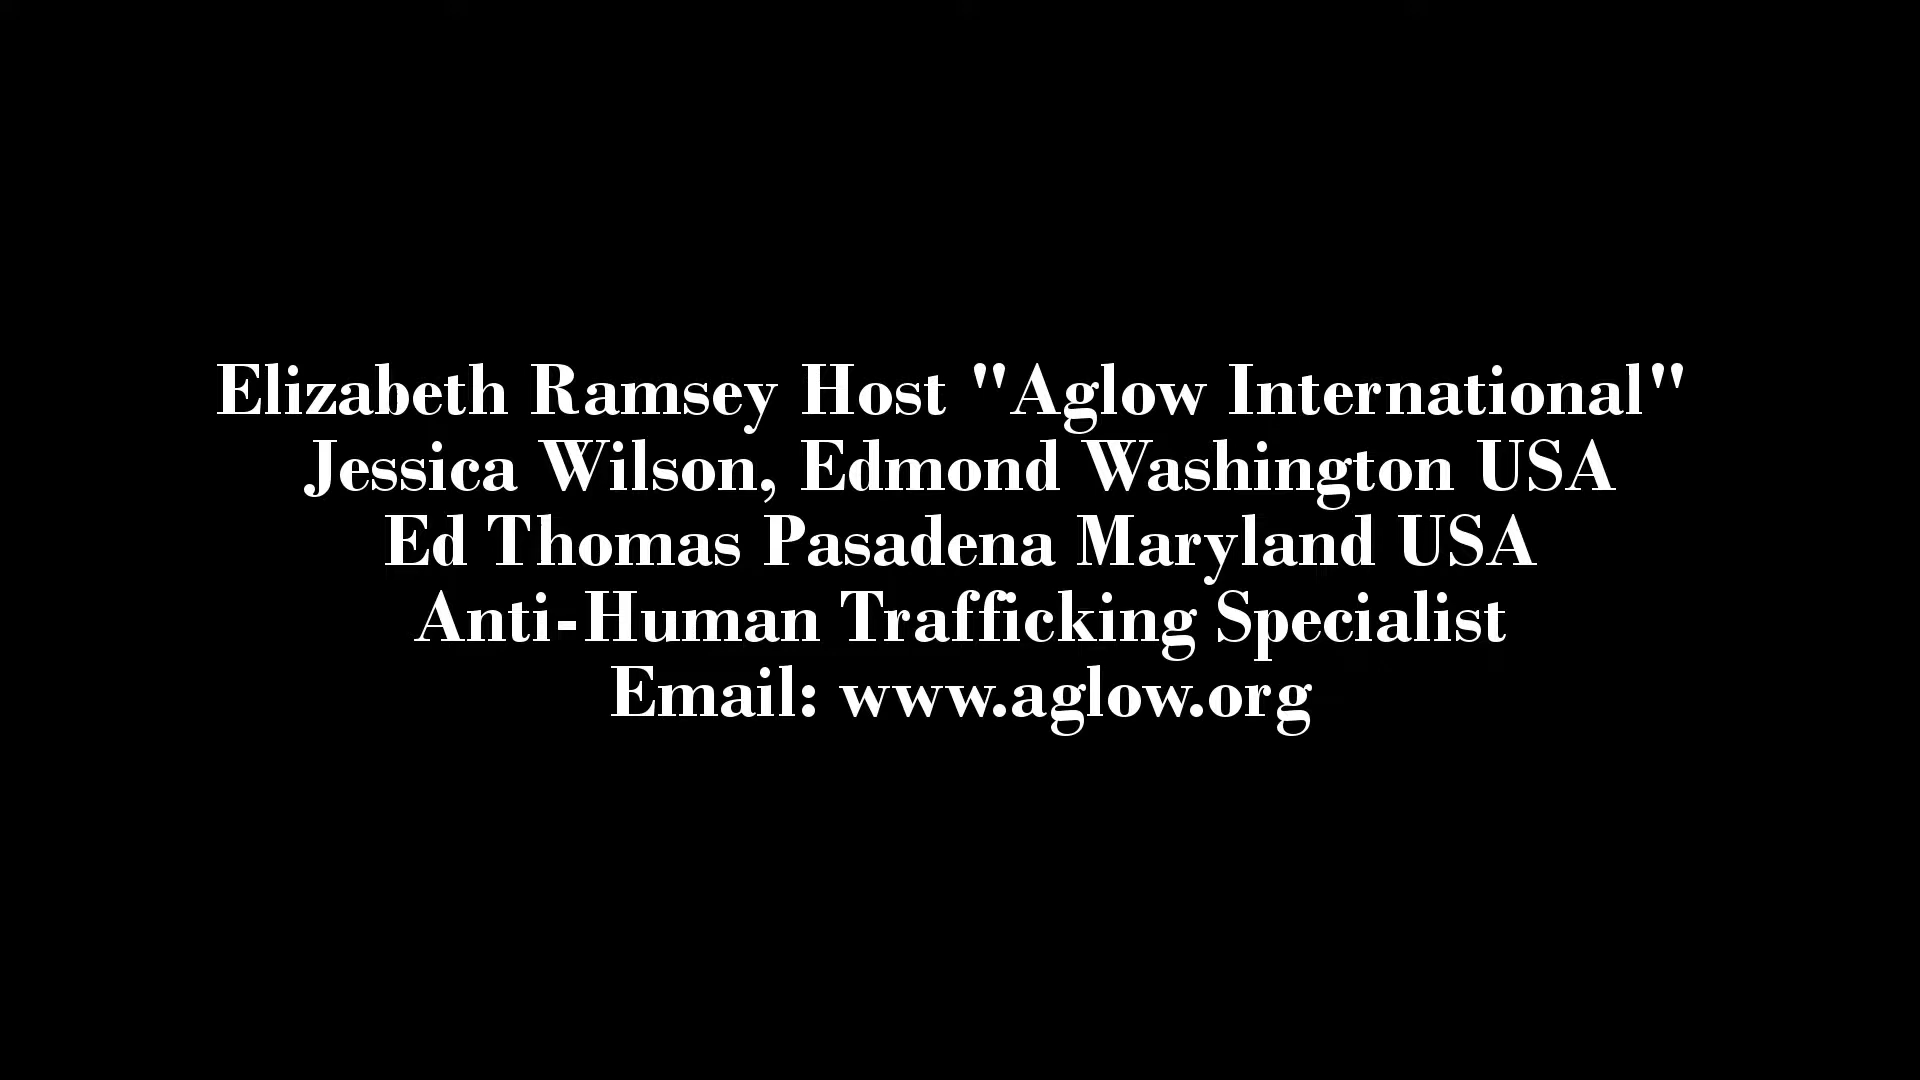 Elizabeth Ramsey Host "Aglow International"
Jessica Wilson, Edmond Washington USA
Ed Thomas Pasadena Maryland USA
Anti-Human Trafficking Specialist
Email: www.aglow.org